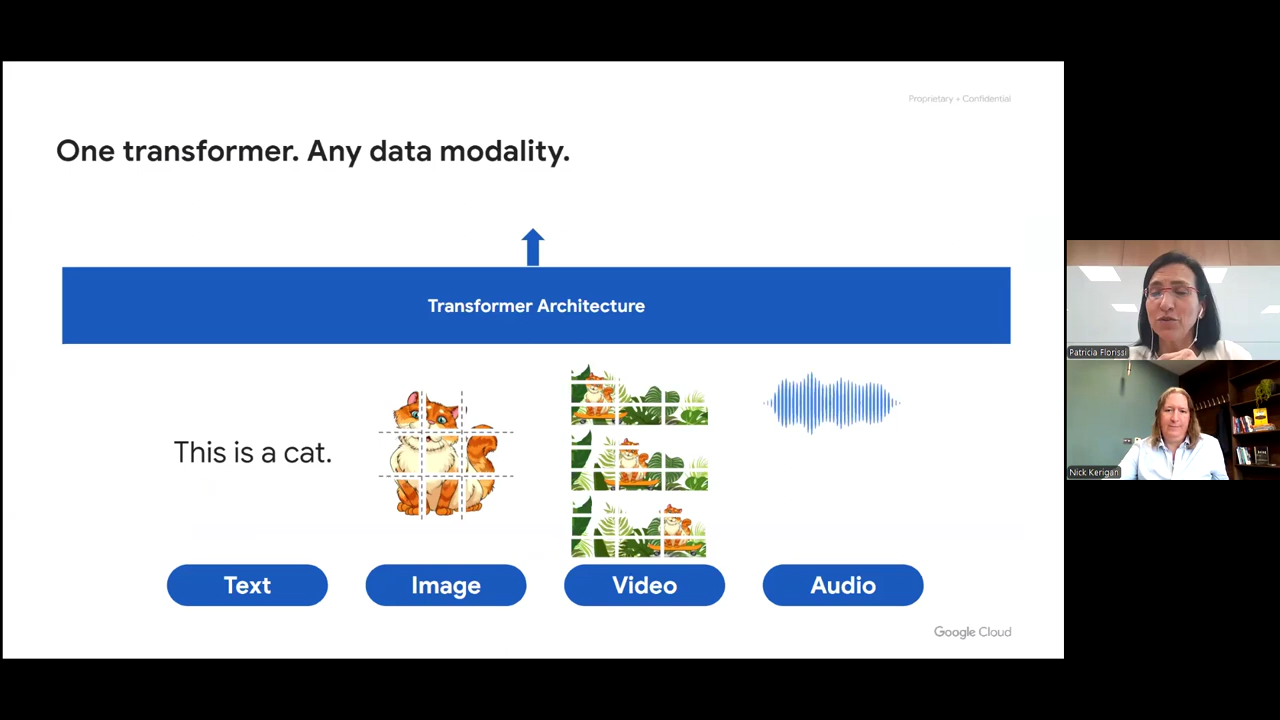 Proprietary + Confidential
One transformer. Any data modality.
Transformer Architecture
This is a cat.
Text
Image
Video
Audio
Google Cloud
Patricia Florissi
Nick Kerigan